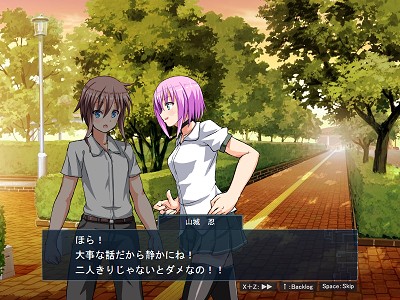 山城　忍
ほら！
大事な話だから静かにね！
二人きりじゃないとダメなの！！
X+Z: ▶▶ ↑:Backlog Space:Skip